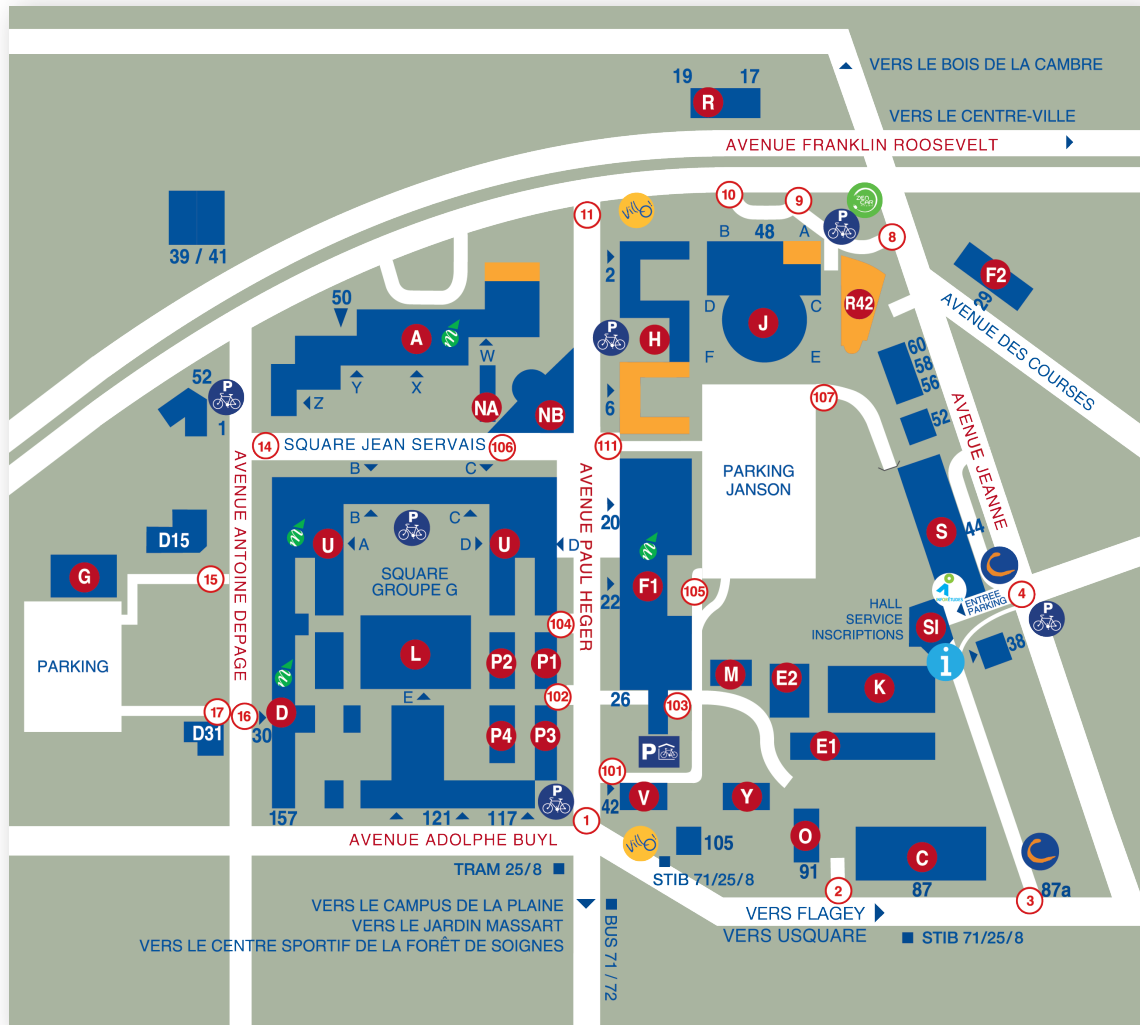 VERS LE BOIS DE LA CAMBRE
19
17
R
VERS LE CENTRE-VILLE
AVENUE FRANKLIN ROOSEVELT
10
9
11
Villo!
ZEN CAR
P
8
39 / 41
B
48
A
2
50
F2
29
AVENUE DES COURSES
D
J
C
R42
A
m
W
P
H
F
E
60
58
56
52
Y
X
Z
NA
NB
6
107
52
1
P
AVENUE JEANNE
14
SQUARE JEAN SERVAIS
106
111
B
C
PARKING
JANSON
AVENUE ANTOINE DEPAGE
AVENUE PAUL HEGER
B
P
C
20
m
U
A
D
U
D
m
S
44
D15
SQUARE
GROUPE G
G
15
22
F1
105
4
ENTRÉE
PARKING
HALL
SERVICE
INSCRIPTIONS
SI
P
104
i
38
PARKING
m
L
P2
P1
M
E2
K
E
102
26
103
17
16
D
D31
30
P4
P3
P
E1
101
P
42
V
Y
157
121
117
1
AVENUE ADOLPHE BUYL
Villo!
105
O
C
TRAM 25/8
STIB 71/25/8
91
2
87
87a
3
VERS LE CAMPUS DE LA PLAINE
VERS LE JARDIN MASSART
VERS LE CENTRE SPORTIF DE LA FORÊT DE SOIGNES
BUS 71 / 72
VERS FLAGEY
VERS USQUARE
STIB 71/25/8